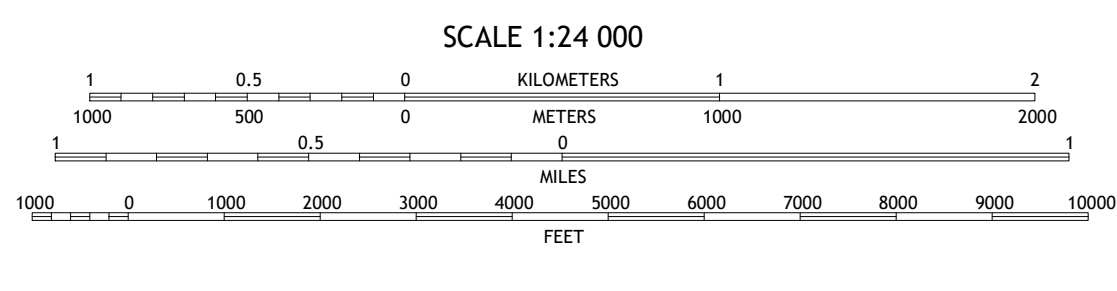 SCALE 1:24 000
1 0.5 0 KILOMETERS 1 2
1000 500 0 METERS 1000 2000
1 0.5 0 1
MILES
1000 0 1000 2000 3000 4000 5000 6000 7000 8000 9000 10000
FEET